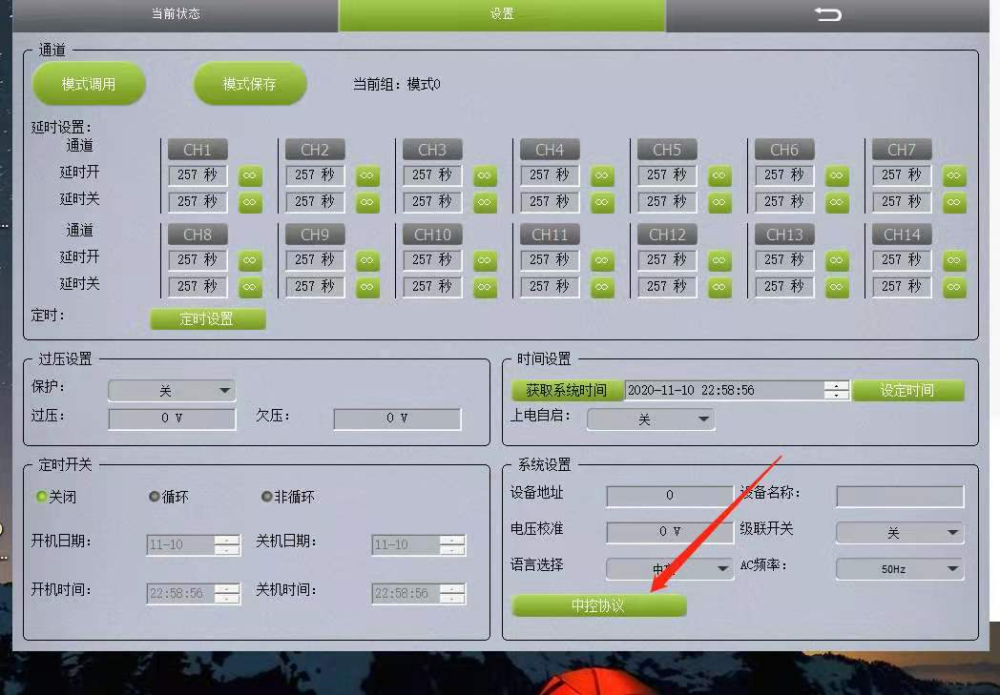 当前状态 设置
通道
模式调用 模式保存 当前组：模式0
延时设置：
通道 CH1 CH2 CH3 CH4 CH5 CH6 CH7
延时开 257 秒 ∞ 257 秒 ∞ 257 秒 ∞ 257 秒 ∞ 257 秒 ∞ 257 秒 ∞ 257 秒 ∞
延时关 257 秒 ∞ 257 秒 ∞ 257 秒 ∞ 257 秒 ∞ 257 秒 ∞ 257 秒 ∞ 257 秒 ∞
通道 CH8 CH9 CH10 CH11 CH12 CH13 CH14
延时开 257 秒 ∞ 257 秒 ∞ 257 秒 ∞ 257 秒 ∞ 257 秒 ∞ 257 秒 ∞ 257 秒 ∞
延时关 257 秒 ∞ 257 秒 ∞ 257 秒 ∞ 257 秒 ∞ 257 秒 ∞ 257 秒 ∞ 257 秒 ∞
定时： 定时设置
过压设置
保护： 关
过压： 0 V 欠压： 0 V
时间设置
获取系统时间 2020-11-10 22:58:56 设定时间
上电自启： 关
定时开关
关闭 循环 非循环
开机日期： 11-10 关机日期： 11-10
开机时间： 22:58:56 关机时间： 22:58:56
系统设置
设备地址 0 设备名称：
电压校准 0 V 级联开关 关
语言选择 中 AC频率： 50Hz
中控协议